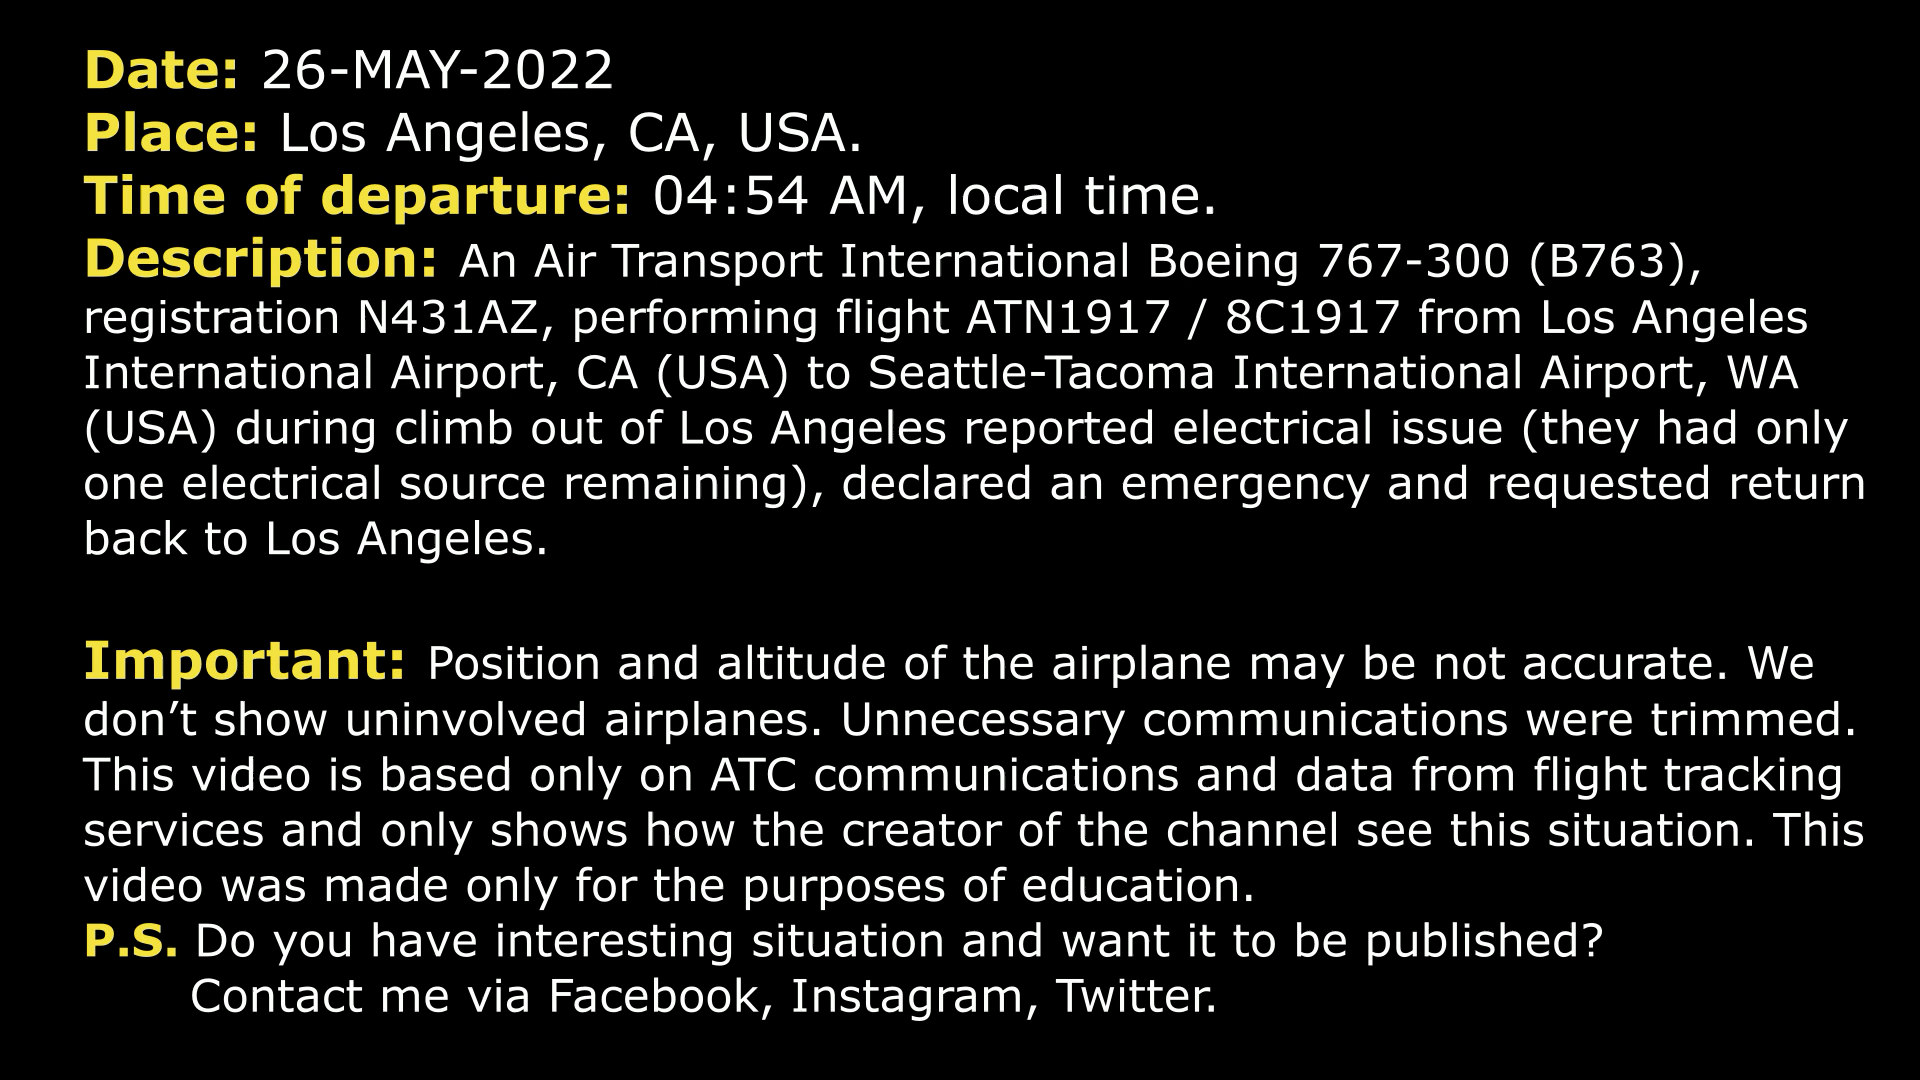 Date: 26-MAY-2022
Place: Los Angeles, CA, USA.
Time of departure: 04:54 AM, local time.
Description: An Air Transport International Boeing 767-300 (B763),
registration N431AZ, performing flight ATN1917 / 8C1917 from Los Angeles
International Airport, CA (USA) to Seattle-Tacoma International Airport, WA
(USA) during climb out of Los Angeles reported electrical issue (they had only
one electrical source remaining), declared an emergency and requested return
back to Los Angeles.
Important: Position and altitude of the airplane may be not accurate. We
don’t show uninvolved airplanes. Unnecessary communications were trimmed.
This video is based only on ATC communications and data from flight tracking
services and only shows how the creator of the channel see this situation. This
video was made only for the purposes of education.
P.S. Do you have interesting situation and want it to be published?
Contact me via Facebook, Instagram, Twitter.